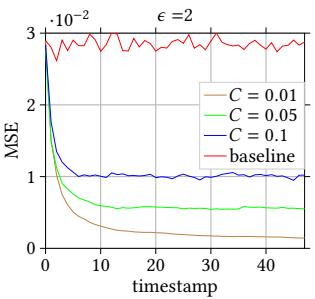 ·10⁻² ϵ =2
3
2
1
0
MSE
C = 0.01
C = 0.05
C = 0.1
baseline
0 10 20 30 40
timestamp